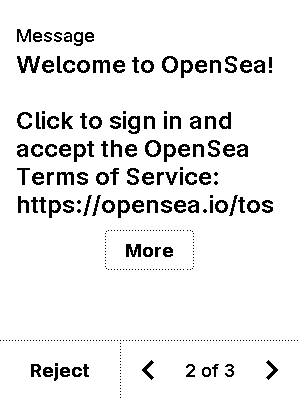 Message
Welcome to OpenSea!
Click to sign in and
accept the OpenSea
Terms of Service:
https://opensea.io/tos
More
Reject
2 of 3